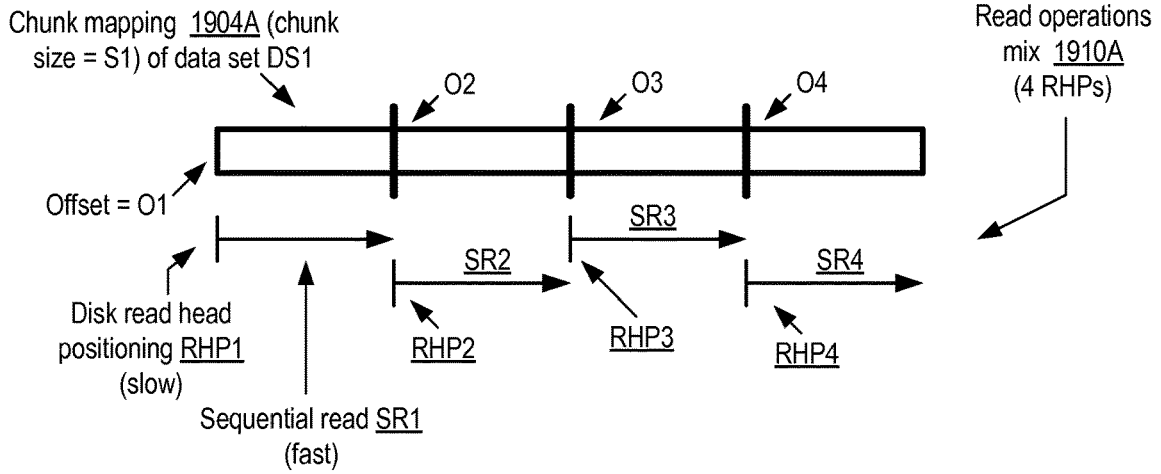 Chunk mapping 1904A (chunk
size = S1) of data set DS1
Read operations
mix 1910A
(4 RHPs)
O2
O3
O4
Offset = O1
SR3
SR2
SR4
Disk read head
positioning RHP1
(slow)
RHP2
RHP3
RHP4
Sequential read SR1
(fast)